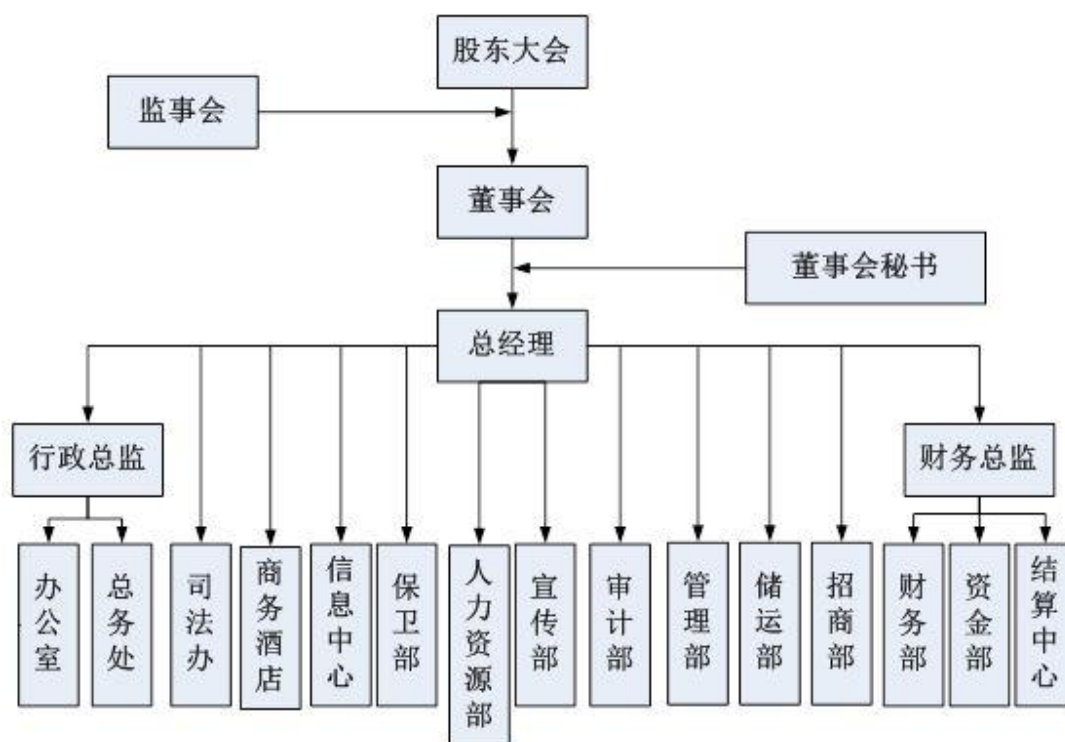 股东大会
监事会
董事会
董事会秘书
总经理
行政总监
财务总监
办公室
总务处
司法办
商务酒店
信息中心
保卫部
人力资源部
宣传部
审计部
管理部
储运部
招商部
财务部
资金部
结算中心